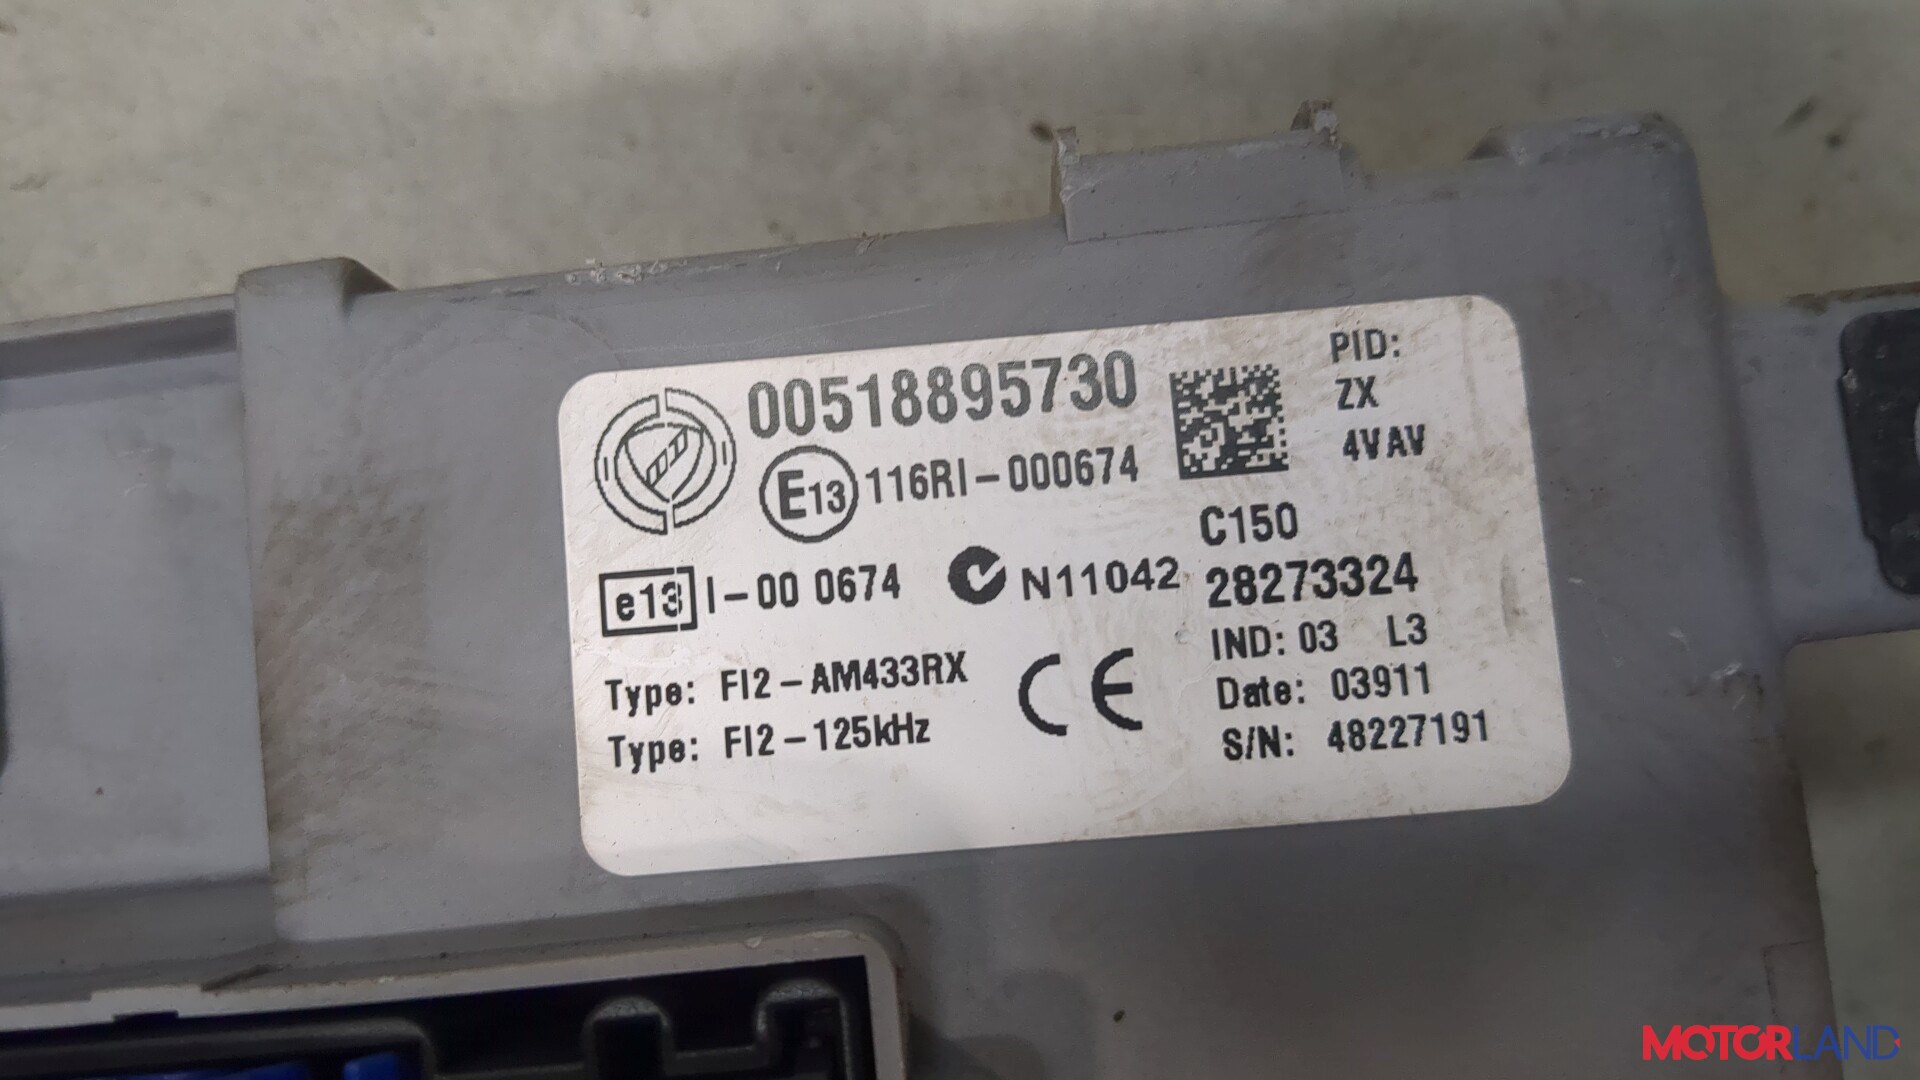 00518895730
E13 116RI-000674
e13 I-00 0674
N11042
Type: FI2-AM433RX
Type: FI2-125kHz
CE
PID:
ZX
4VAV
C150
28273324
IND: 03 L3
Date: 03911
S/N: 48227191
MOTORLAND